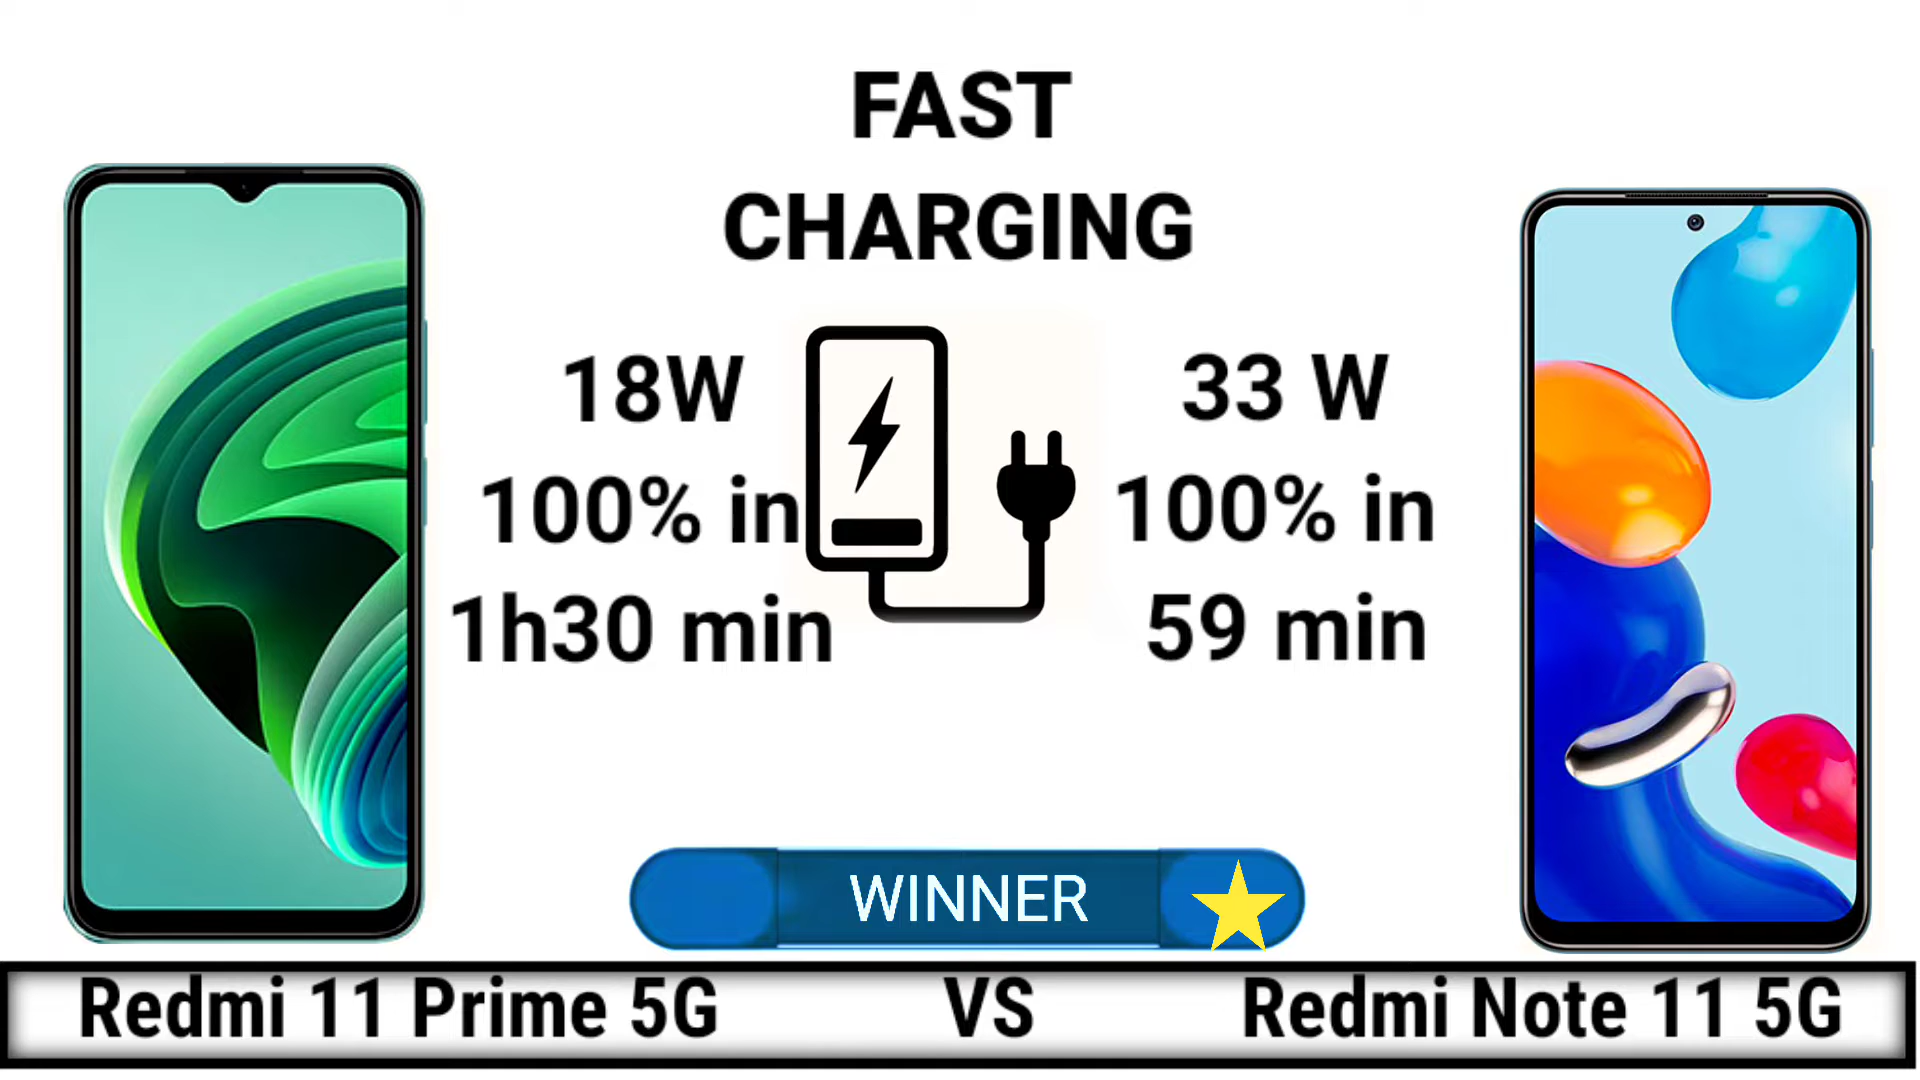 FAST
CHARGING
18W
100% in
1h30 min
33 W
100% in
59 min
WINNER
Redmi 11 Prime 5G VS Redmi Note 11 5G